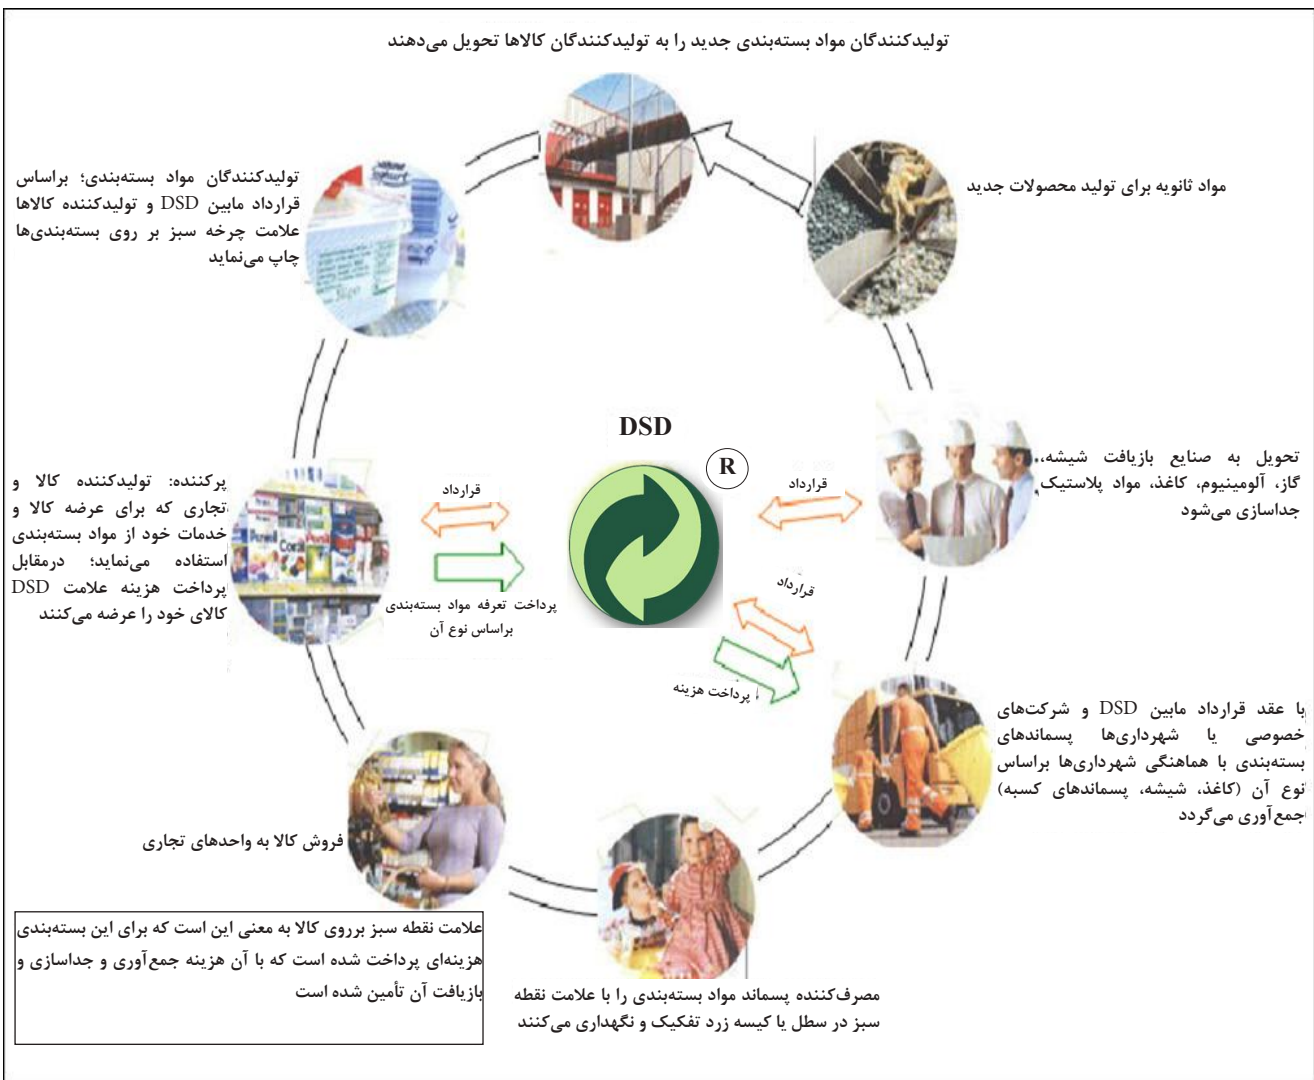 تولیدکنندگان مواد بسته‌بندی جدید را به تولیدکنندگان کالاها تحویل می‌دهند
مواد ثانویه برای تولید محصولات جدید
تولیدکنندگان مواد بسته‌بندی؛ براساس
قرارداد مابین DSD و تولیدکننده کالاها
علامت چرخه سبز بر روی بسته‌بندی‌ها
چاپ می‌نماید
DSD
R
تحویل به صنایع بازیافت شیشه،
گاز، آلومینیوم، کاغذ، مواد پلاستیک
جداسازی می‌شود
قرارداد
قرارداد
پرکننده: تولیدکننده کالا و
تجاری که برای عرضه کالا و
خدمات خود از مواد بسته‌بندی
استفاده می‌نماید؛ درمقابل
پرداخت هزینه علامت DSD
کالای خود را عرضه می‌کنند
پرداخت تعرفه مواد بسته‌بندی
براساس نوع آن
قرارداد
پرداخت هزینه
با عقد قرارداد مابین DSD و شرکت‌های
خصوصی یا شهرداری‌ها پسماندهای
بسته‌بندی با هماهنگی شهرداری‌ها براساس
نوع آن (کاغذ، شیشه، پسماندهای کسبه)
جمع‌آوری می‌گردد
فروش کالا به واحدهای تجاری
علامت نقطه سبز برروی کالا به معنی این است که برای این بسته‌بندی
هزینه‌ای پرداخت شده است که با آن هزینه جمع‌آوری و جداسازی و
بازیافت آن تأمین شده است
مصرف‌کننده پسماند مواد بسته‌بندی را با علامت نقطه
سبز در سطل یا کیسه زرد تفکیک و نگهداری می‌کنند